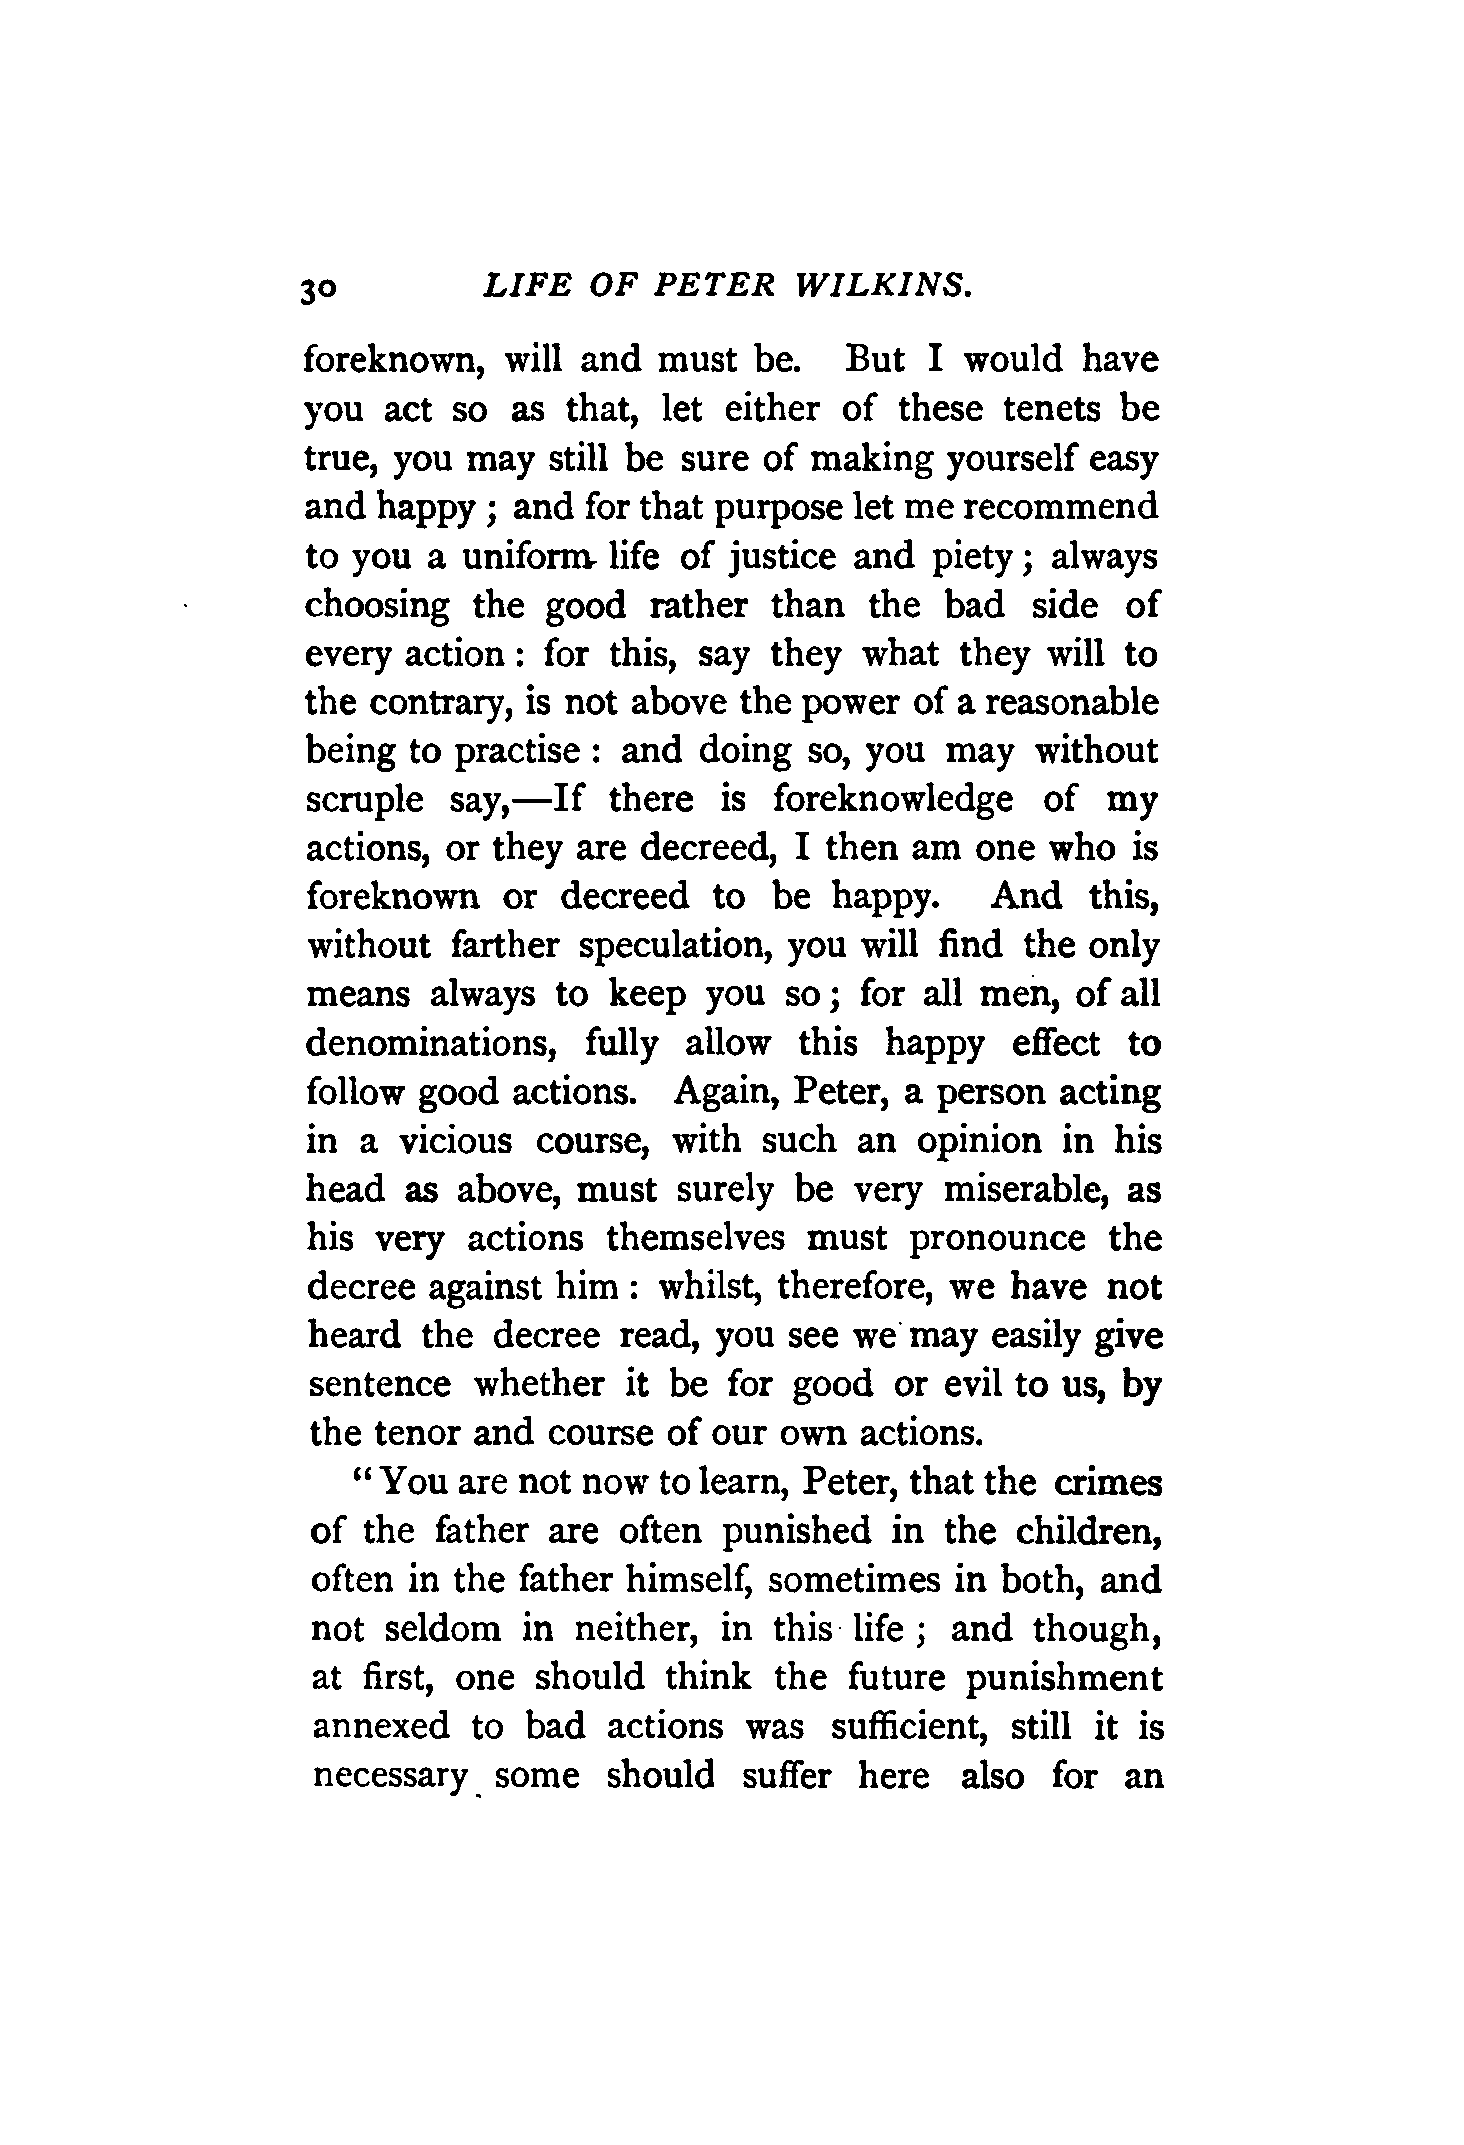 30 LIFE OF PETER WILKINS.
foreknown, will and must be. But I would have
you act so as that, let either of these tenets be
true, you may still be sure of making yourself easy
and happy ; and for that purpose let me recommend
to you a uniform life of justice and piety ; always
choosing the good rather than the bad side of
every action : for this, say they what they will to
the contrary, is not above the power of a reasonable
being to practise : and doing so, you may without
scruple say,—If there is foreknowledge of my
actions, or they are decreed, I then am one who is
foreknown or decreed to be happy. And this,
without farther speculation, you will find the only
means always to keep you so ; for all men, of all
denominations, fully allow this happy effect to
follow good actions. Again, Peter, a person acting
in a vicious course, with such an opinion in his
head as above, must surely be very miserable, as
his very actions themselves must pronounce the
decree against him : whilst, therefore, we have not
heard the decree read, you see we may easily give
sentence whether it be for good or evil to us, by
the tenor and course of our own actions.
“ You are not now to learn, Peter, that the crimes
of the father are often punished in the children,
often in the father himself, sometimes in both, and
not seldom in neither, in this life ; and though,
at first, one should think the future punishment
annexed to bad actions was sufficient, still it is
necessary some should suffer here also for an